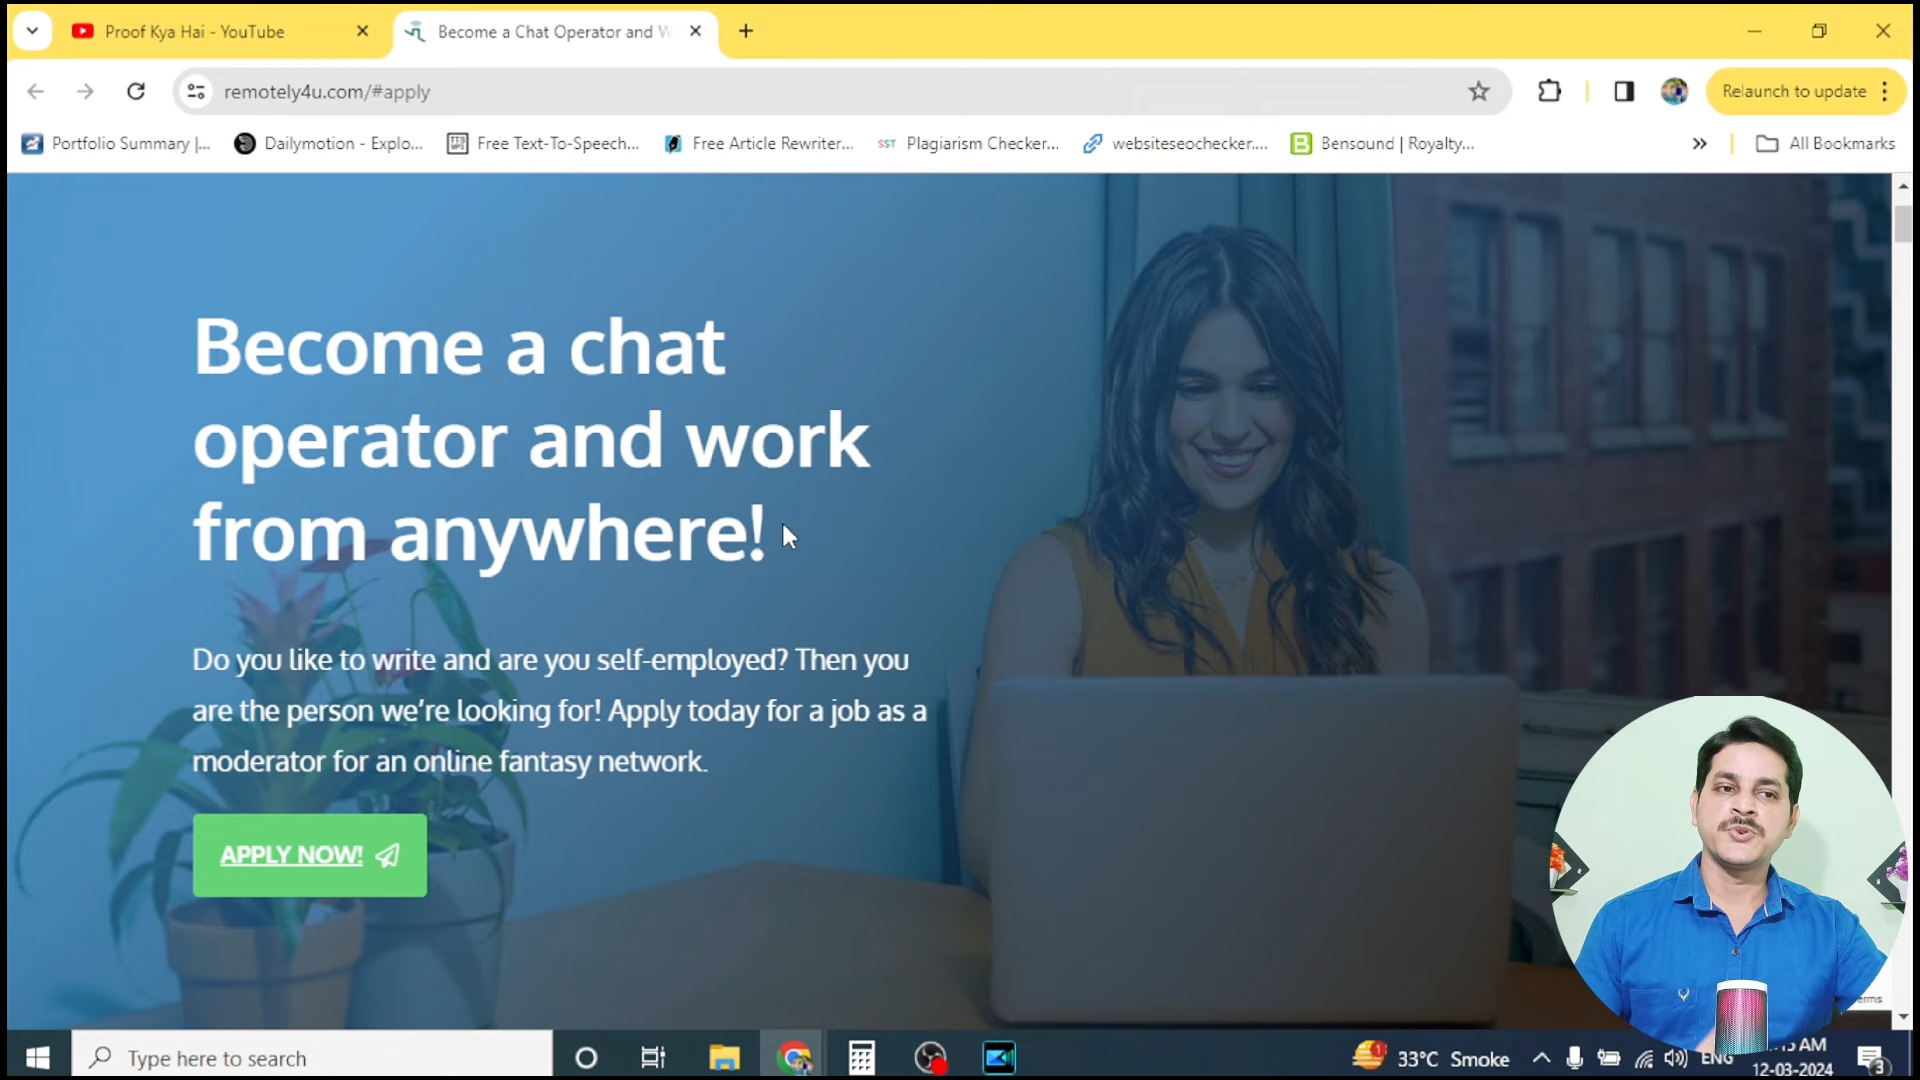 Proof Kya Hai - YouTube
Become a Chat Operator and W
remotely4u.com/#apply
Relaunch to update
Portfolio Summary |...
Dailymotion - Explo...
Free Text-To-Speech...
Free Article Rewriter...
SST Plagiarism Checker...
websiteseochecker....
Bensound | Royalty...
All Bookmarks
Become a chat
operator and work
from anywhere!
Do you like to write and are you self-employed? Then you
are the person we're looking for! Apply today for a job as a
moderator for an online fantasy network.
APPLY NOW!
Type here to search
33°C Smoke
ENG
AM
12-03-2024
3